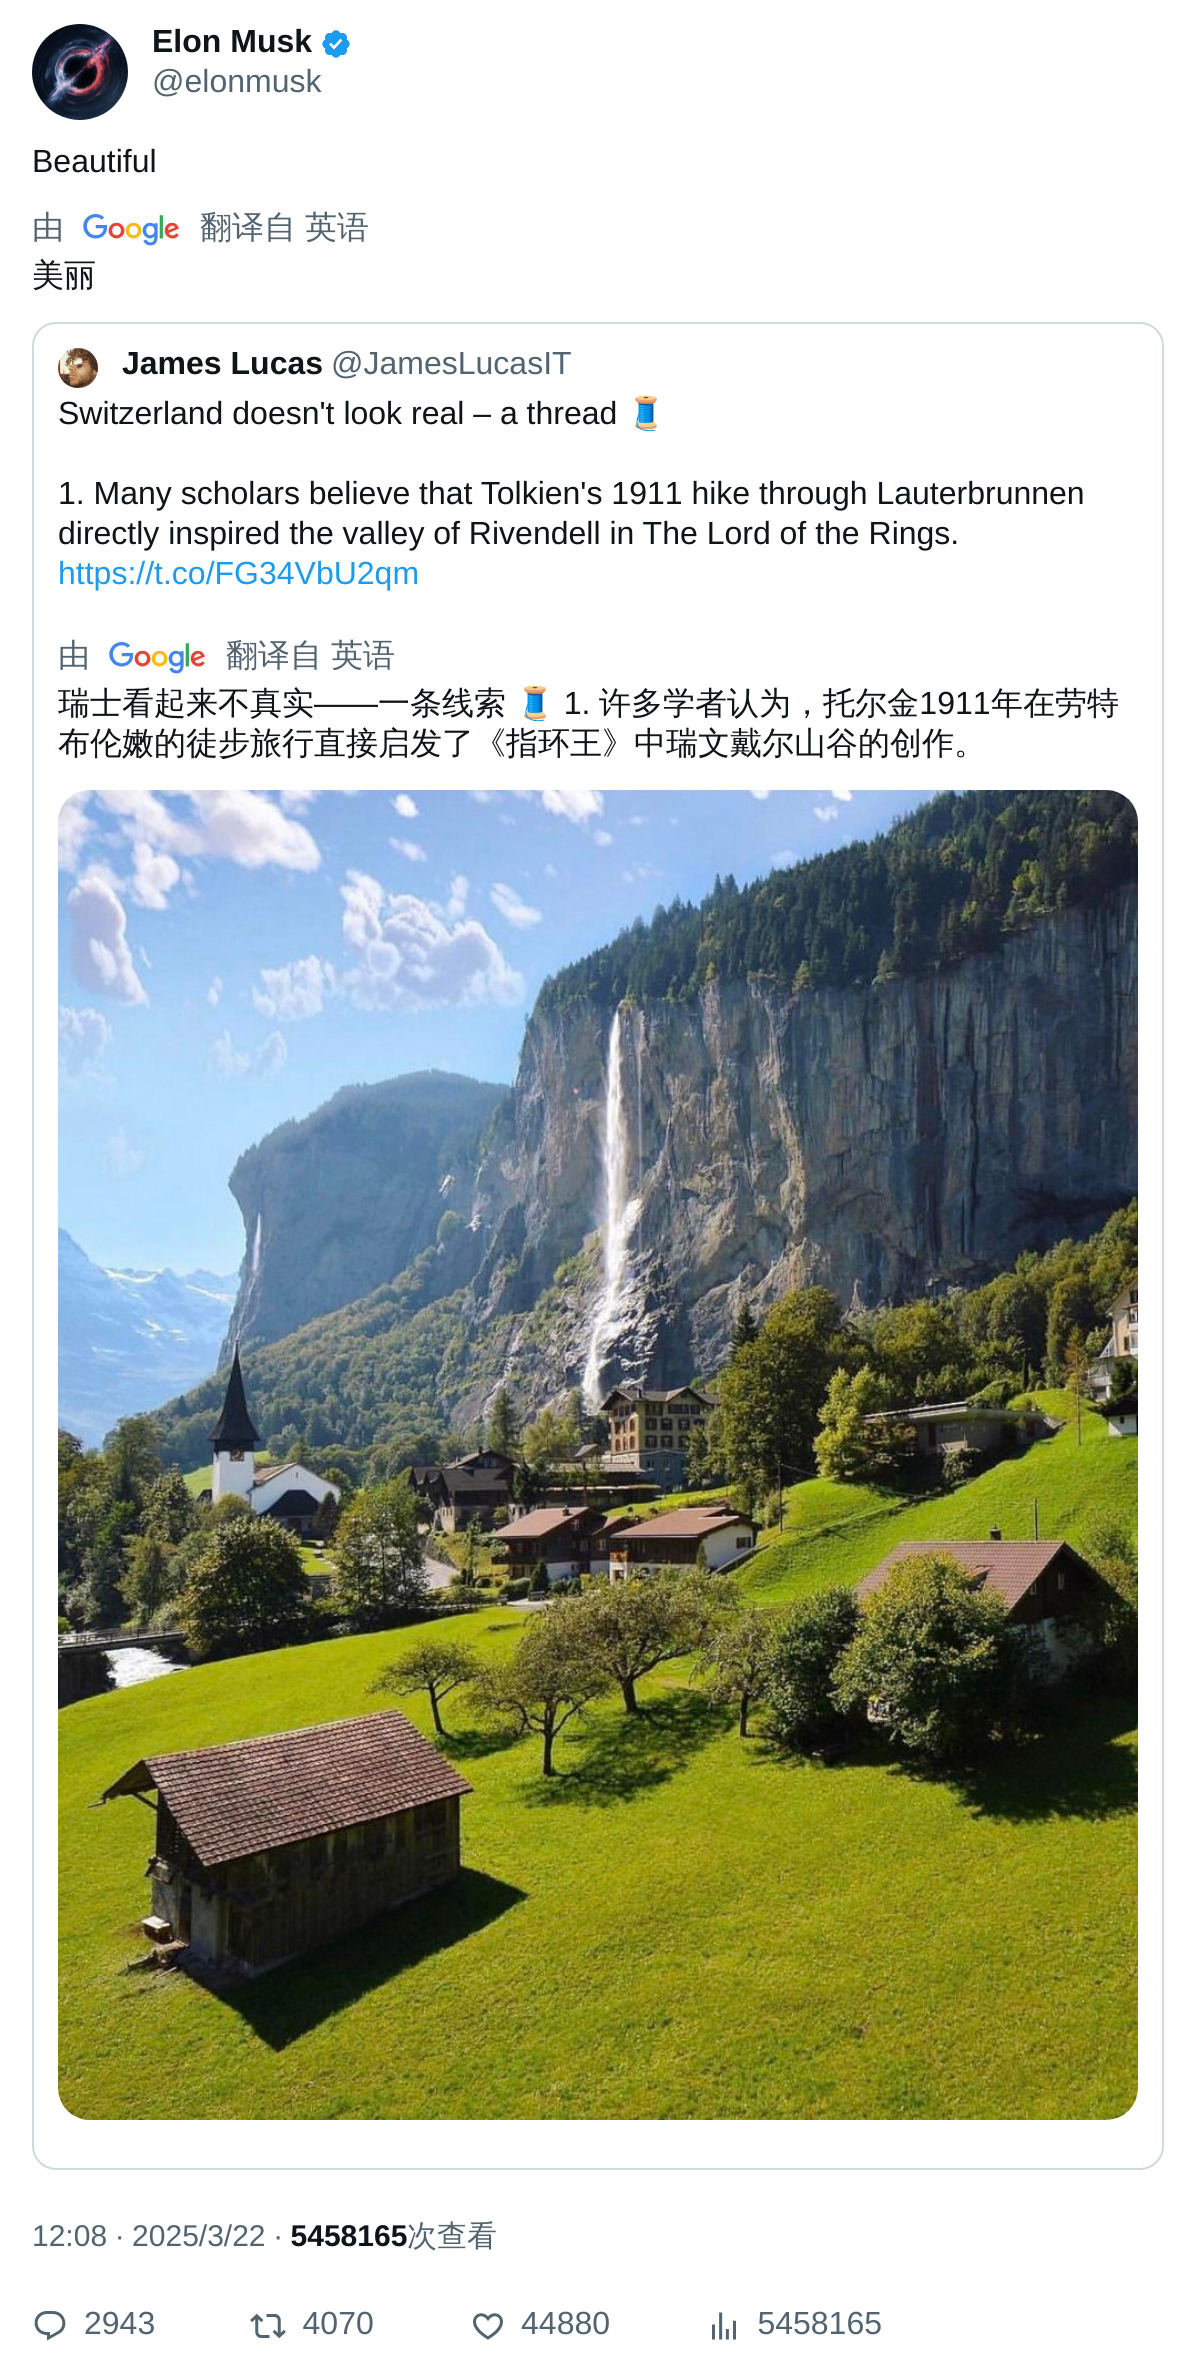 Elon Musk
@elonmusk
Beautiful
由 Google 翻译自 英语
美丽
James Lucas @JamesLucasIT
Switzerland doesn't look real – a thread 🧵
1. Many scholars believe that Tolkien's 1911 hike through Lauterbrunnen
directly inspired the valley of Rivendell in The Lord of the Rings.
https://t.co/FG34VbU2qm
由 Google 翻译自 英语
瑞士看起来不真实——一条线索 🧵 1. 许多学者认为，托尔金1911年在劳特
布伦嫩的徒步旅行直接启发了《指环王》中瑞文戴尔山谷的创作。
12:08 · 2025/3/22 · 5458165次查看
2943 4070 44880 5458165